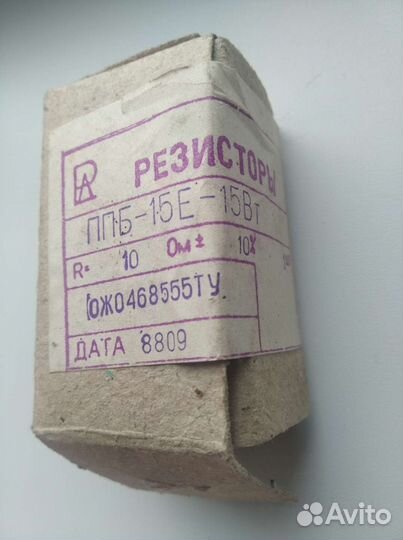 РЕЗИСТОРЫ
ППБ-15Е-15Вт
R= 10 Ом ± 10%
ОЖ0468555ТУ
ДАТА 8809
Avito